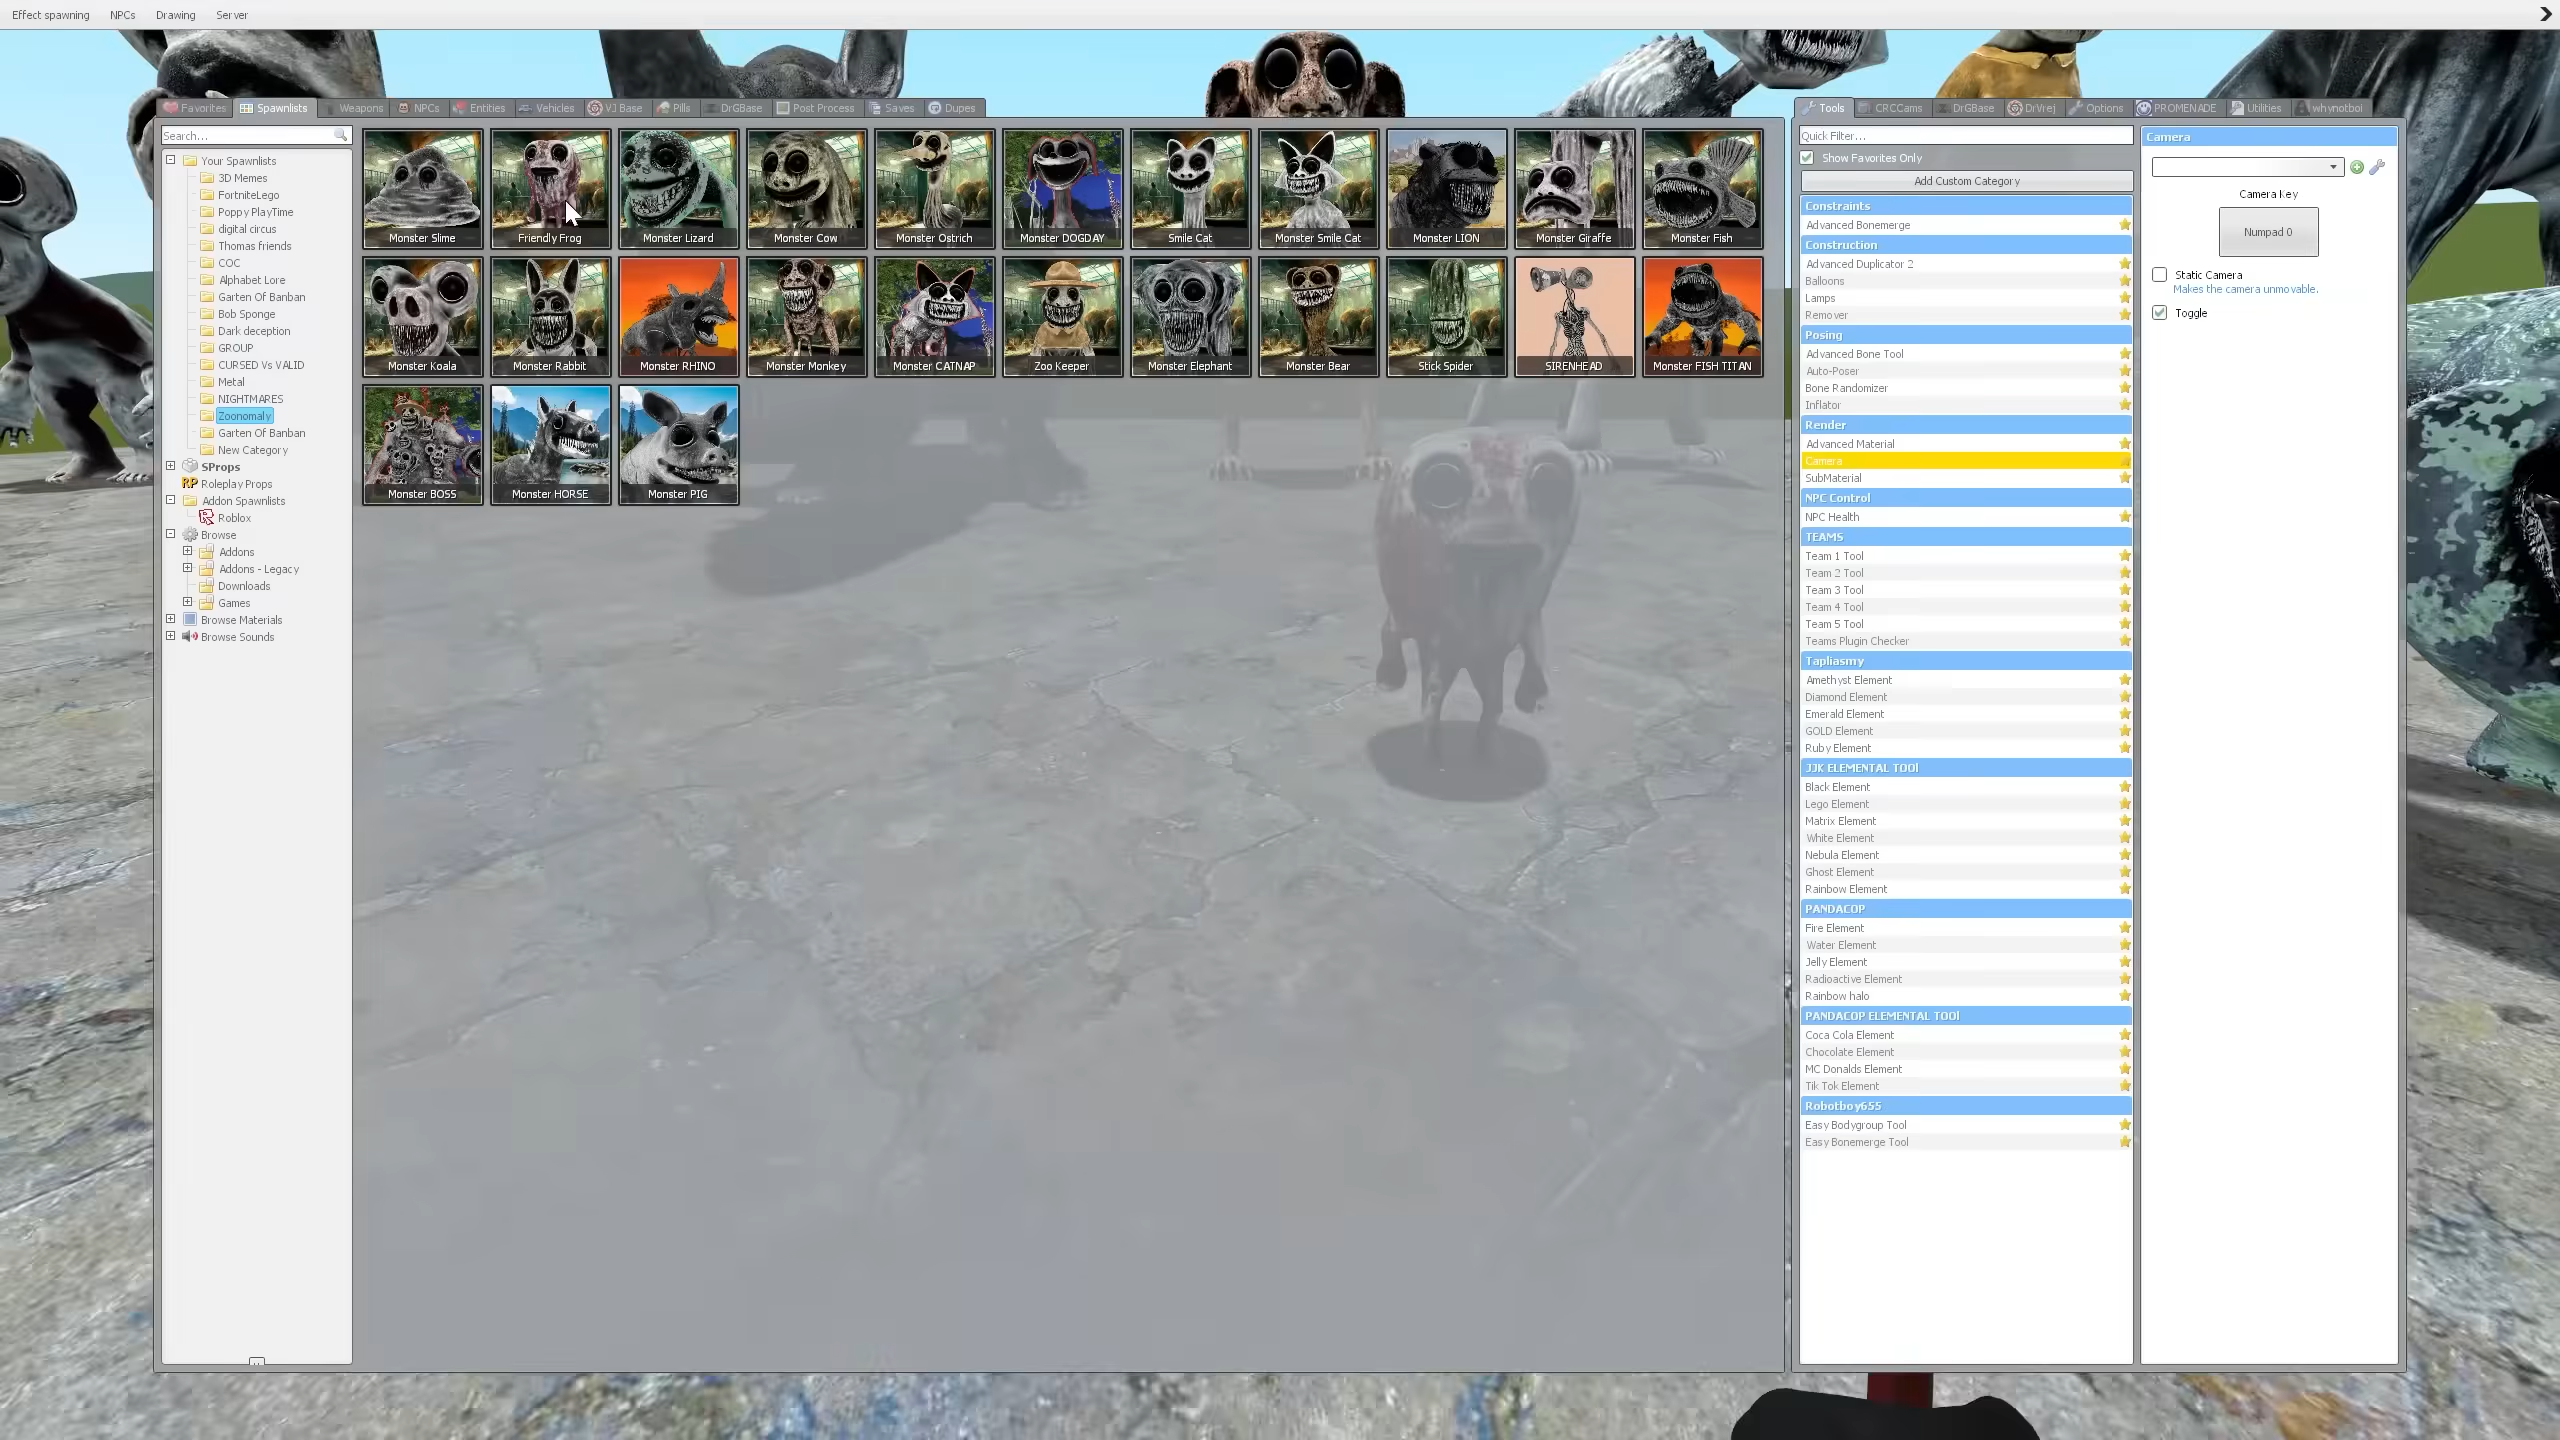 Effect spawning NPCs Drawing Server
Favorites Spawnlists Weapons NPCs Entities Vehicles VJ Base Pills DrGBase Post Process Saves Dupes
Search...
Your Spawnlists
3D Memes
FortniteLego
Poppy PlayTime
digital circus
Thomas friends
COC
Alphabet Lore
Garten Of Banban
Bob Sponge
Dark deception
GROUP
CURSED Vs VALID
Metal
NIGHTMARES
Zoonomaly
Garten Of Banban
New Category
SProps
RP Roleplay Props
Addon Spawnlists
Roblox
Browse
Addons
Addons - Legacy
Downloads
Games
Browse Materials
Browse Sounds
Monster Slime Friendly Frog Monster Lizard Monster Cow Monster Ostrich Monster DOGDAY Smile Cat Monster Smile Cat Monster LION Monster Giraffe Monster Fish
Monster Koala Monster Rabbit Monster RHINO Monster Monkey Monster CATNAP Zoo Keeper Monster Elephant Monster Bear Stick Spider SIRENHEAD Monster FISH TITAN
Monster BOSS Monster HORSE Monster PIG
Tools CRCCams DrGBase DrVrej Options PROMENADE Utilities whynotboi
Quick Filter...
Show Favorites Only
Add Custom Category
Constraints
Advanced Bonemerge
Construction
Advanced Duplicator 2
Balloons
Lamps
Remover
Posing
Advanced Bone Tool
Auto-Poser
Bone Randomizer
Inflator
Render
Advanced Material
Camera
SubMaterial
NPC Control
NPC Health
TEAMS
Team 1 Tool
Team 2 Tool
Team 3 Tool
Team 4 Tool
Team 5 Tool
Teams Plugin Checker
Tapliasmy
Amethyst Element
Diamond Element
Emerald Element
GOLD Element
Ruby Element
JJK ELEMENTAL TOOl
Black Element
Lego Element
Matrix Element
White Element
Nebula Element
Ghost Element
Rainbow Element
PANDACOP
Fire Element
Water Element
Jelly Element
Radioactive Element
Rainbow halo
PANDACOP ELEMENTAL TOOl
Coca Cola Element
Chocolate Element
MC Donalds Element
Tik Tok Element
Robotboy655
Easy Bodygroup Tool
Easy Bonemerge Tool
Camera
Camera Key
Numpad 0
Static Camera
Makes the camera unmovable.
Toggle